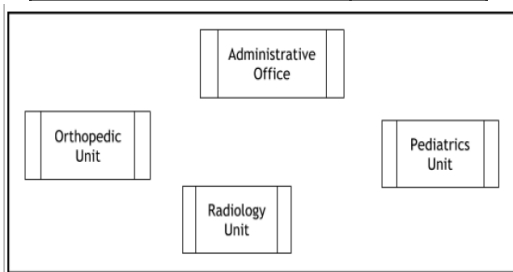 Administrative
Office
Orthopedic
Unit
Pediatrics
Unit
Radiology
Unit